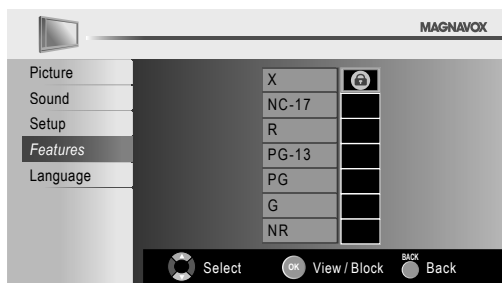 MAGNAVOX
Picture
Sound
Setup
Features
Language
X
NC-17
R
PG-13
PG
G
NR
Select
OK
View / Block
BACK
Back